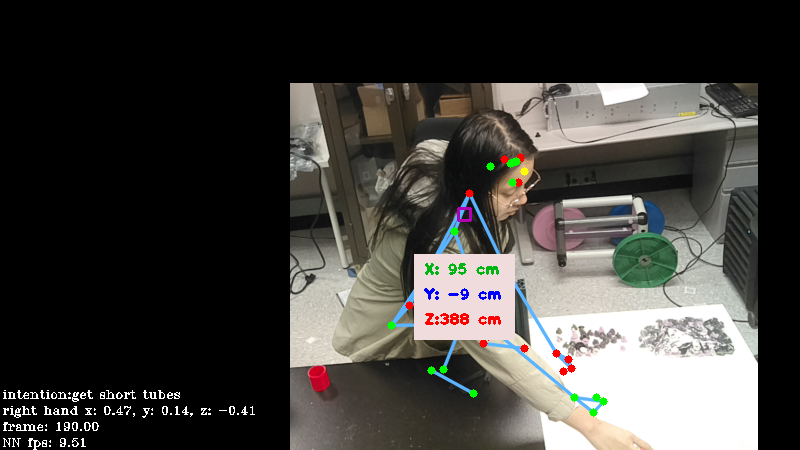 X: 95 cm
Y: -9 cm
Z:388 cm
intention:get short tubes
right hand x: 0.47, y: 0.14, z: -0.41
frame: 190.00
NN fps: 9.51